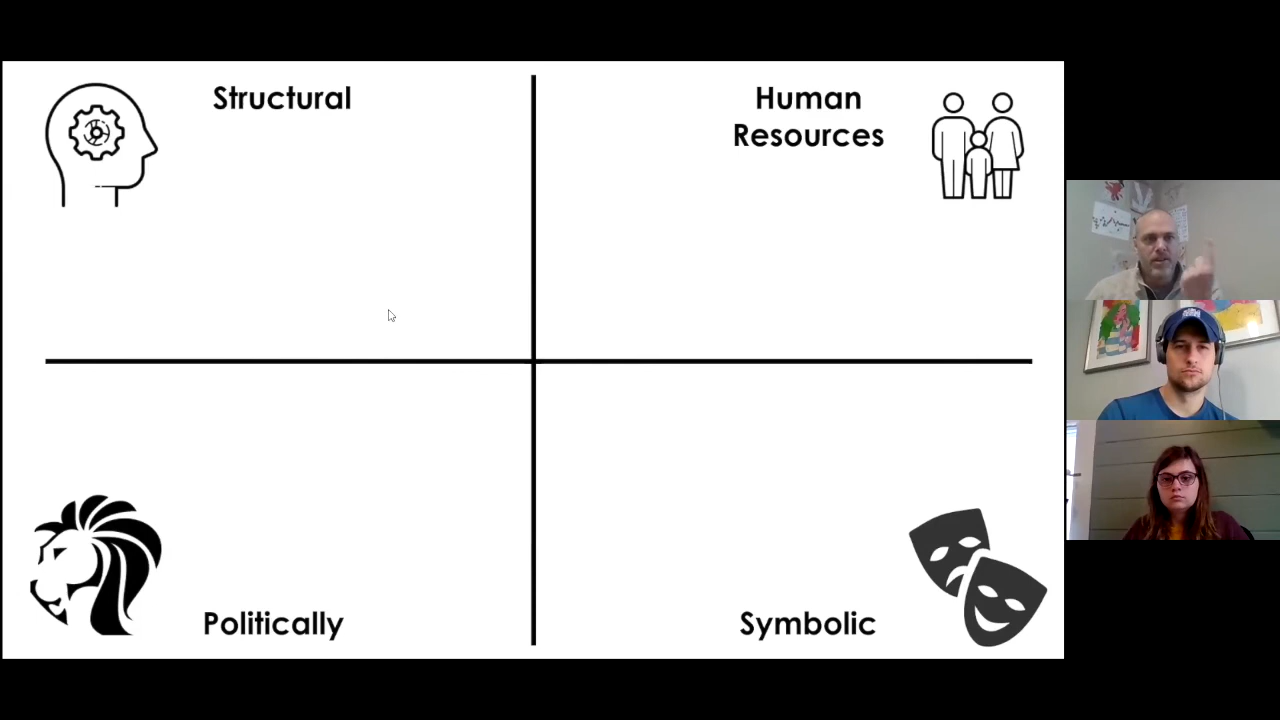 Structural
Human
Resources
Politically
Symbolic